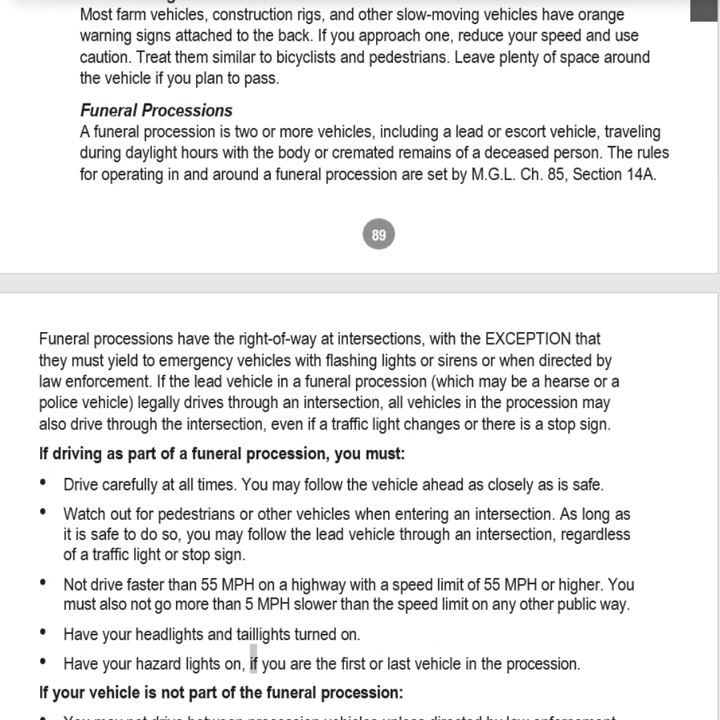 Most farm vehicles, construction rigs, and other slow-moving vehicles have orange
warning signs attached to the back. If you approach one, reduce your speed and use
caution. Treat them similar to bicyclists and pedestrians. Leave plenty of space around
the vehicle if you plan to pass.
Funeral Processions
A funeral procession is two or more vehicles, including a lead or escort vehicle, traveling
during daylight hours with the body or cremated remains of a deceased person. The rules
for operating in and around a funeral procession are set by M.G.L. Ch. 85, Section 14A.
89
Funeral processions have the right-of-way at intersections, with the EXCEPTION that
they must yield to emergency vehicles with flashing lights or sirens or when directed by
law enforcement. If the lead vehicle in a funeral procession (which may be a hearse or a
police vehicle) legally drives through an intersection, all vehicles in the procession may
also drive through the intersection, even if a traffic light changes or there is a stop sign.
If driving as part of a funeral procession, you must:
• Drive carefully at all times. You may follow the vehicle ahead as closely as is safe.
• Watch out for pedestrians or other vehicles when entering an intersection. As long as
it is safe to do so, you may follow the lead vehicle through an intersection, regardless
of a traffic light or stop sign.
• Not drive faster than 55 MPH on a highway with a speed limit of 55 MPH or higher. You
must also not go more than 5 MPH slower than the speed limit on any other public way.
• Have your headlights and taillights turned on.
• Have your hazard lights on, if you are the first or last vehicle in the procession.
If your vehicle is not part of the funeral procession: